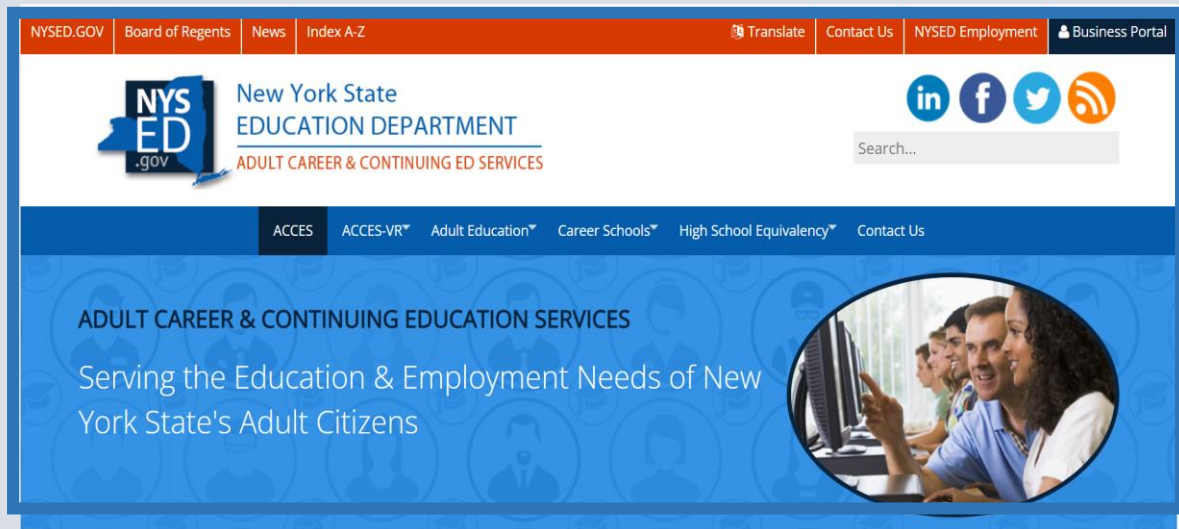 NYSED.GOV Board of Regents News Index A-Z Translate Contact Us NYSED Employment Business Portal
NYS
ED
.gov
New York State
EDUCATION DEPARTMENT
ADULT CAREER & CONTINUING ED SERVICES
in f
Search...
ACCES ACCES-VR Adult Education Career Schools High School Equivalency Contact Us
ADULT CAREER & CONTINUING EDUCATION SERVICES
Serving the Education & Employment Needs of New
York State's Adult Citizens